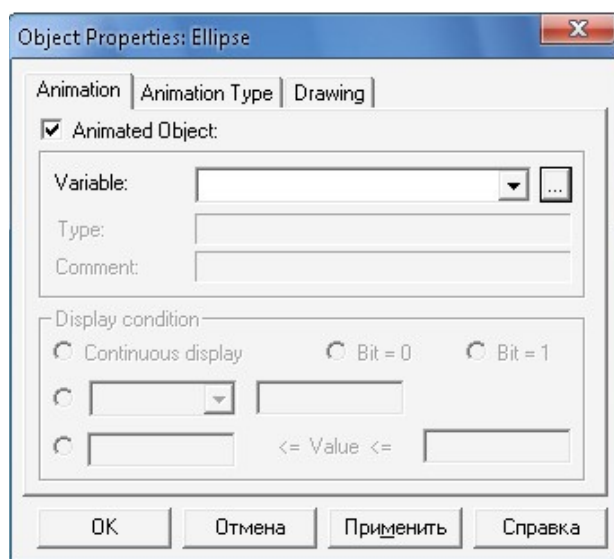 Object Properties: Ellipse
Animation Animation Type Drawing
Animated Object:
Variable: ...
Type:
Comment:
Display condition
Continuous display Bit = 0 Bit = 1
<= Value <=
OK Отмена Применить Справка